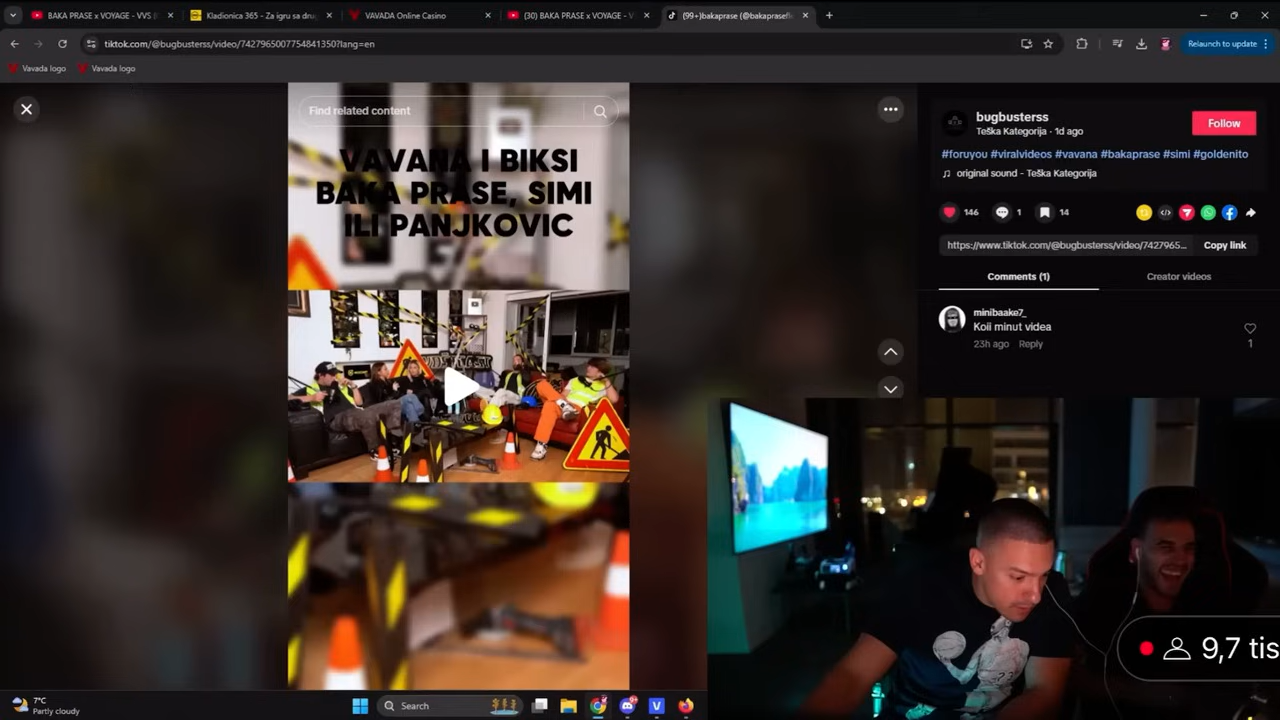 BAKA PRASE x VOYAGE - VVS
Kladionica 365 - Za igru sa drug
VAVADA Online Casino
(30) BAKA PRASE x VOYAGE - V
(99+)bakaprase (@bakaprasefl
tiktok.com/@bugbusterss/video/7427965007754841350?lang=en
Relaunch to update
Vavada logo
Vavada logo
Find related content
VAVANA I BIKSI
BAKA PRASE, SIMI
ILI PANJKOVIC
bugbusterss
Teška Kategorija · 1d ago
Follow
#foruyou #viralvideos #vavana #bakaprase #simi #goldenito
original sound - Teška Kategorija
146
1
14
https://www.tiktok.com/@bugbusterss/video/7427965...
Copy link
Comments (1)
Creator videos
minibaake7_
Koii minut videa
23h ago Reply
1
9,7 tis
7°C
Partly cloudy
Search